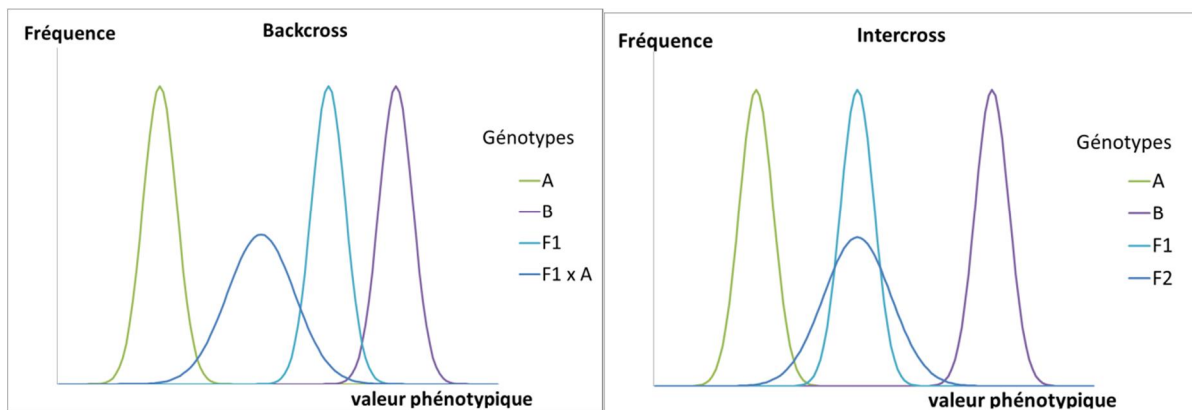 Backcross
Fréquence
Génotypes
A
B
F1
F1 x A
valeur phénotypique
Intercross
Fréquence
Génotypes
A
B
F1
F2
valeur phénotypique